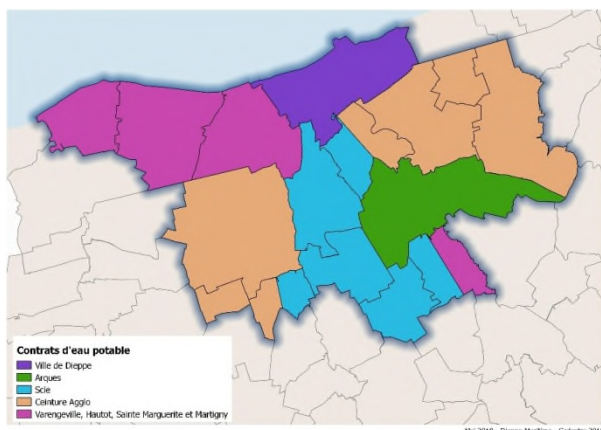 Contrats d'eau potable
Ville de Dieppe
Arques
Scie
Ceinture Agglo
Varengeville, Hautot, Sainte Marguerite et Martigny